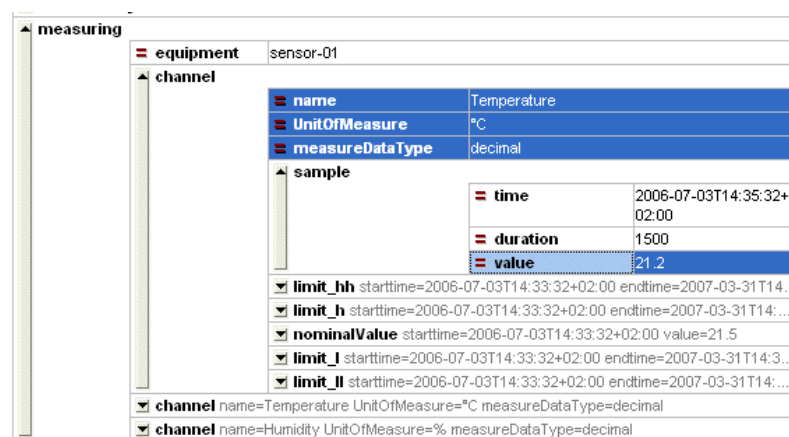 measuring
equipment sensor-01
channel
name Temperature
UnitOfMeasure °C
measureDataType decimal
sample
time 2006-07-03T14:35:32+
02:00
duration 1500
value 21.2
limit_hh starttime=2006-07-03T14:33:32+02:00 endtime=2007-03-31T14...
limit_h starttime=2006-07-03T14:33:32+02:00 endtime=2007-03-31T14:...
nominalValue starttime=2006-07-03T14:33:32+02:00 value=21.5
limit_l starttime=2006-07-03T14:33:32+02:00 endtime=2007-03-31T14:3...
limit_ll starttime=2006-07-03T14:33:32+02:00 endtime=2007-03-31T14:...
channel name=Temperature UnitOfMeasure=°C measureDataType=decimal
channel name=Humidity UnitOfMeasure=% measureDataType=decimal